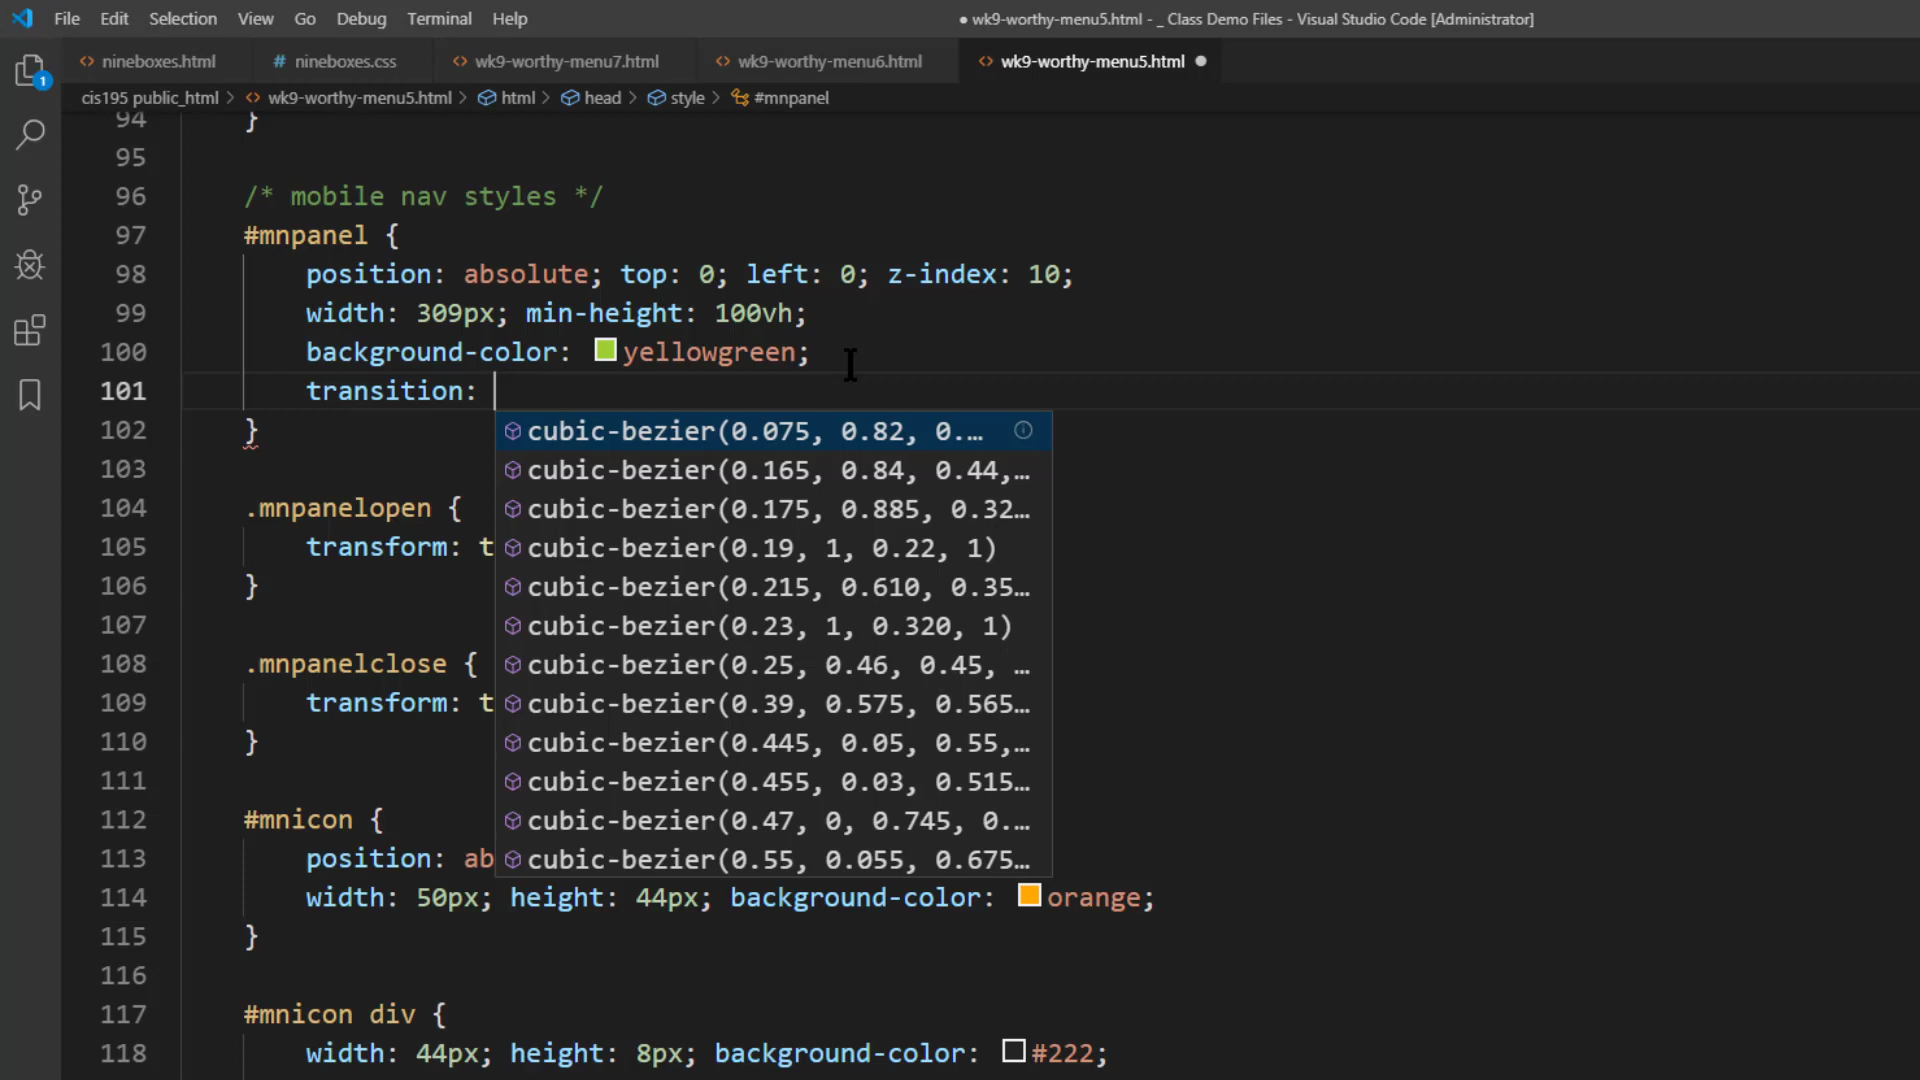 File Edit Selection View Go Debug Terminal Help
● wk9-worthy-menu5.html - _ Class Demo Files - Visual Studio Code [Administrator]
nineboxes.html # nineboxes.css wk9-worthy-menu7.html wk9-worthy-menu6.html wk9-worthy-menu5.html ●
1
cis195 public_html > wk9-worthy-menu5.html > html > head > style > #mnpanel
94 }
95
96 /* mobile nav styles */
97 #mnpanel {
98 position: absolute; top: 0; left: 0; z-index: 10;
99 width: 309px; min-height: 100vh;
100 background-color: yellowgreen;
101 transition:
102 }
cubic-bezier(0.075, 0.82, 0.…
103
cubic-bezier(0.165, 0.84, 0.44,…
104 .mnpanelopen {
cubic-bezier(0.175, 0.885, 0.32…
105 transform: t
cubic-bezier(0.19, 1, 0.22, 1)
106 }
cubic-bezier(0.215, 0.610, 0.35…
107
cubic-bezier(0.23, 1, 0.320, 1)
108 .mnpanelclose {
cubic-bezier(0.25, 0.46, 0.45, …
109 transform: t
cubic-bezier(0.39, 0.575, 0.565…
110 }
cubic-bezier(0.445, 0.05, 0.55,…
111
cubic-bezier(0.455, 0.03, 0.515…
112 #mnicon {
cubic-bezier(0.47, 0, 0.745, 0.…
113 position: ab
cubic-bezier(0.55, 0.055, 0.675…
114 width: 50px; height: 44px; background-color: orange;
115 }
116
117 #mnicon div {
118 width: 44px; height: 8px; background-color: #222;